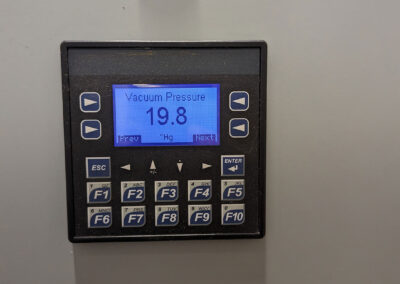 Vacuum Pressure
19.8
"Hg
Prev Next
ESC ENTER
F1 F2 F3 F4 F5
F6 F7 F8 F9 F10